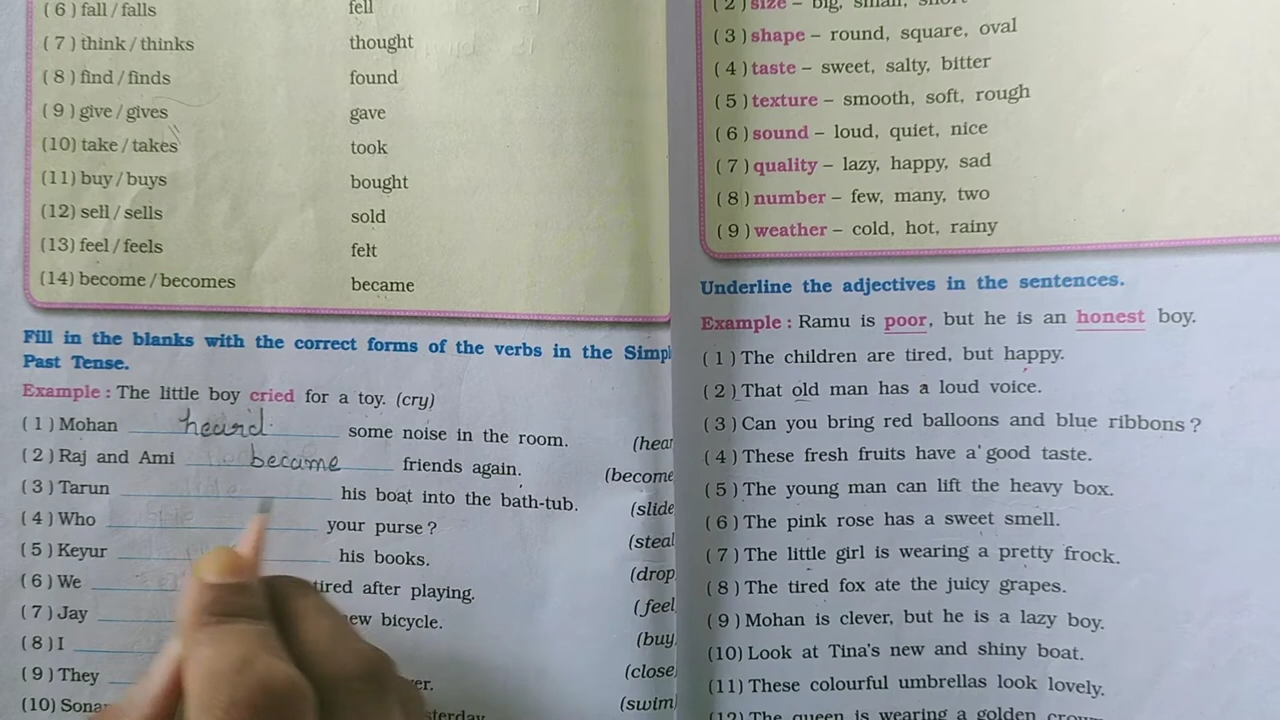 ( 6 ) fall / falls fell
( 7 ) think / thinks thought
( 8 ) find / finds found
( 9 ) give / gives gave
(10) take / takes took
(11) buy / buys bought
(12) sell / sells sold
(13) feel / feels felt
(14) become / becomes became
Fill in the blanks with the correct forms of the verbs in the Simpl
Past Tense.
Example : The little boy cried for a toy. (cry)
( 1 ) Mohan heard some noise in the room. (hear
( 2 ) Raj and Ami became friends again. (become
( 3 ) Tarun his boat into the bath-tub. (slide
( 4 ) Who your purse ? (steal
( 5 ) Keyur his books. (drop
( 6 ) We tired after playing. (feel
( 7 ) Jay new bicycle. (buy
( 8 ) I (close
( 9 ) They (swim
(10) Sona
( 2 ) size – big, small, short
( 3 ) shape – round, square, oval
( 4 ) taste – sweet, salty, bitter
( 5 ) texture – smooth, soft, rough
( 6 ) sound – loud, quiet, nice
( 7 ) quality – lazy, happy, sad
( 8 ) number – few, many, two
( 9 ) weather – cold, hot, rainy
Underline the adjectives in the sentences.
Example : Ramu is poor, but he is an honest boy.
( 1 ) The children are tired, but happy.
( 2 ) That old man has a loud voice.
( 3 ) Can you bring red balloons and blue ribbons ?
( 4 ) These fresh fruits have a good taste.
( 5 ) The young man can lift the heavy box.
( 6 ) The pink rose has a sweet smell.
( 7 ) The little girl is wearing a pretty frock.
( 8 ) The tired fox ate the juicy grapes.
( 9 ) Mohan is clever, but he is a lazy boy.
(10) Look at Tina's new and shiny boat.
(11) These colourful umbrellas look lovely.
(12) The queen is wearing a golden crown